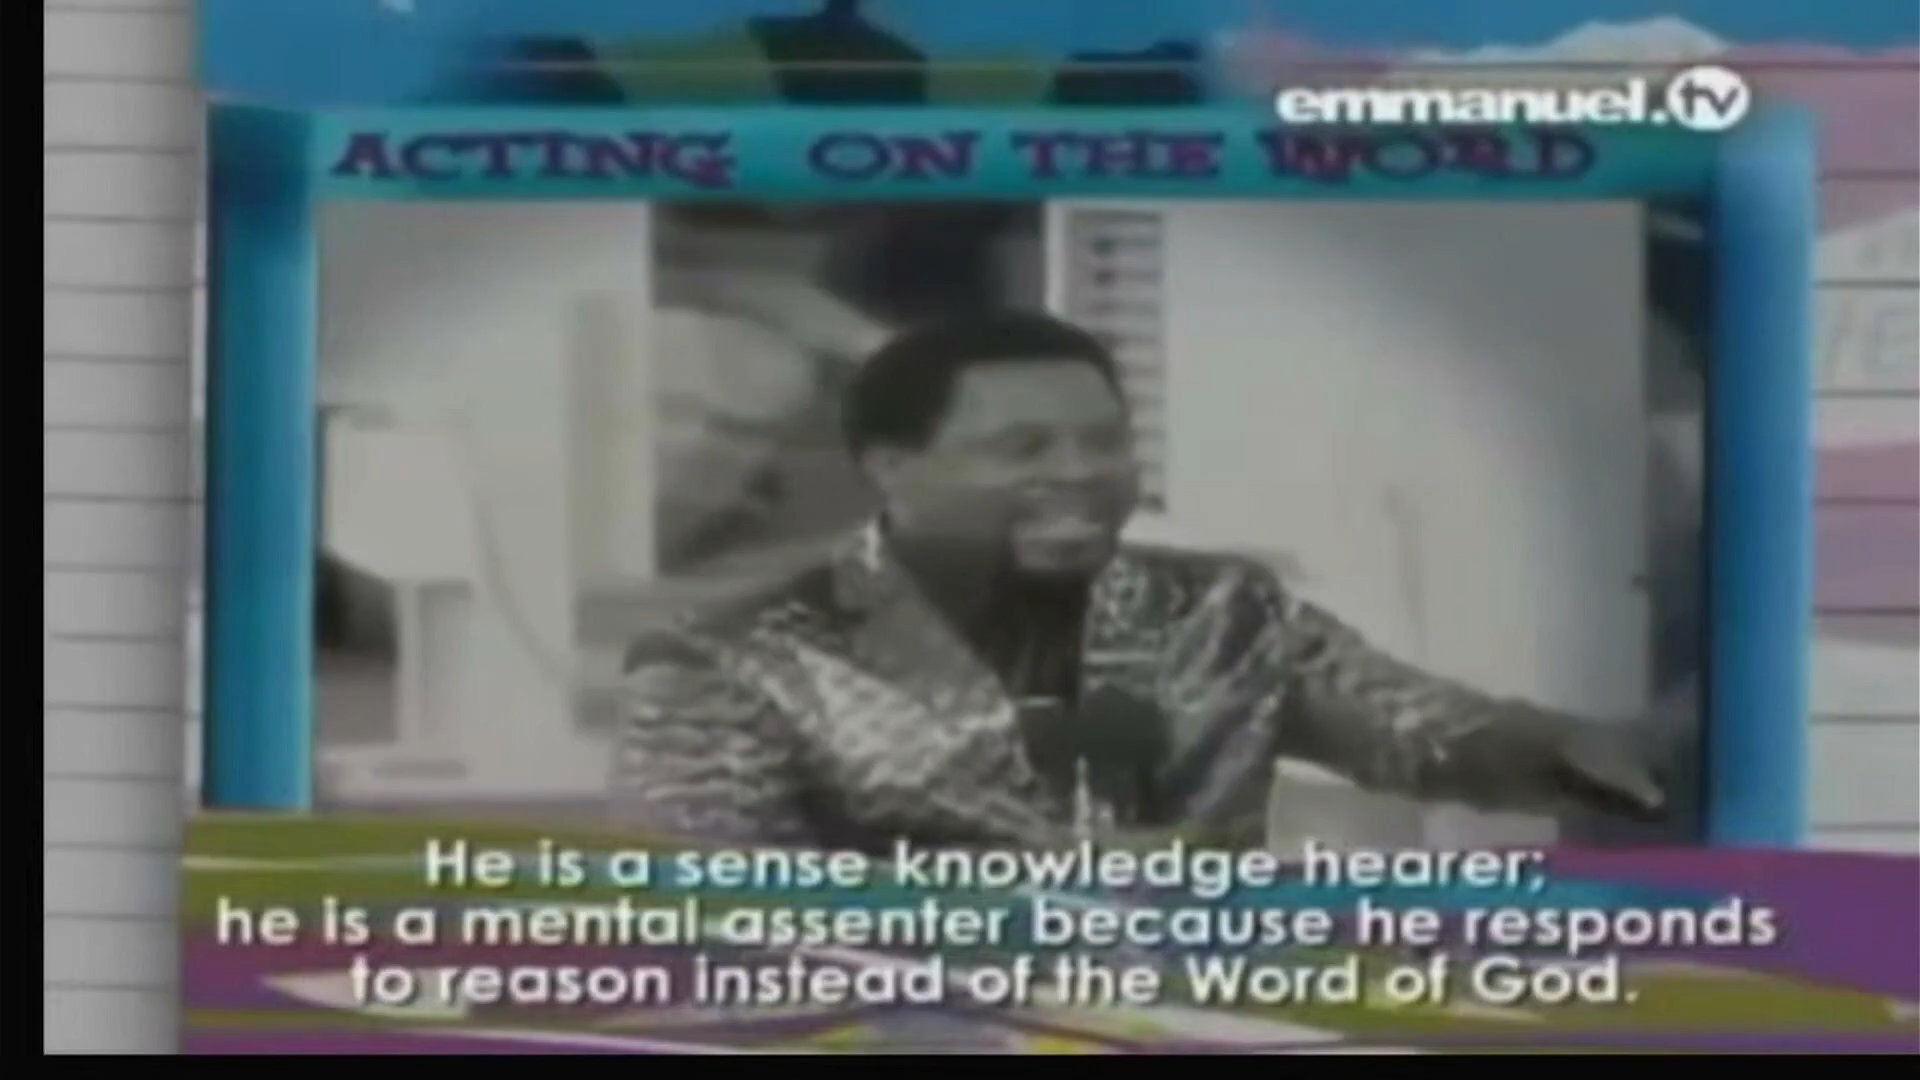 emmanuel.tv
ACTING ON THE WORD
He is a sense knowledge hearer;
he is a mental assenter because he responds
to reason instead of the Word of God.